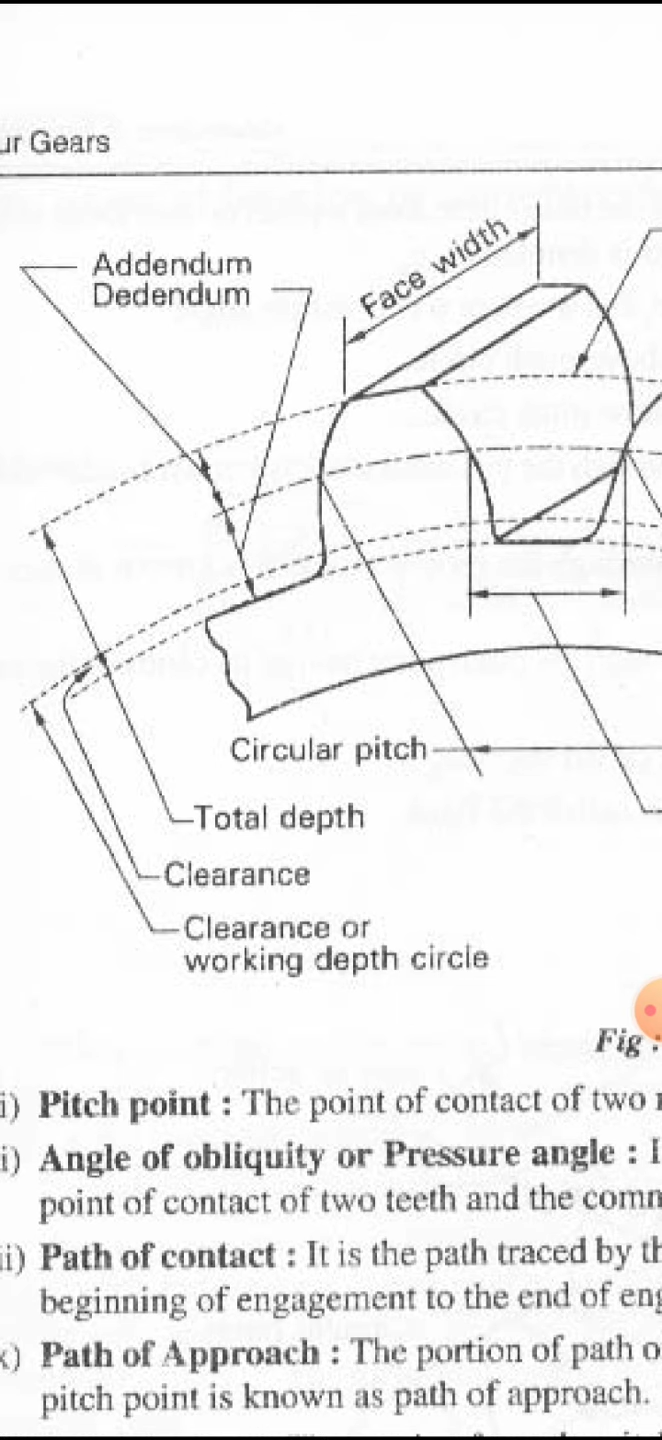 ur Gears
Addendum
Dedendum
Face width
Circular pitch
Total depth
Clearance
Clearance or
working depth circle
Fig :
i) Pitch point : The point of contact of two
i) Angle of obliquity or Pressure angle : I
point of contact of two teeth and the comm
ii) Path of contact : It is the path traced by th
beginning of engagement to the end of eng
x) Path of Approach : The portion of path o
pitch point is known as path of approach.